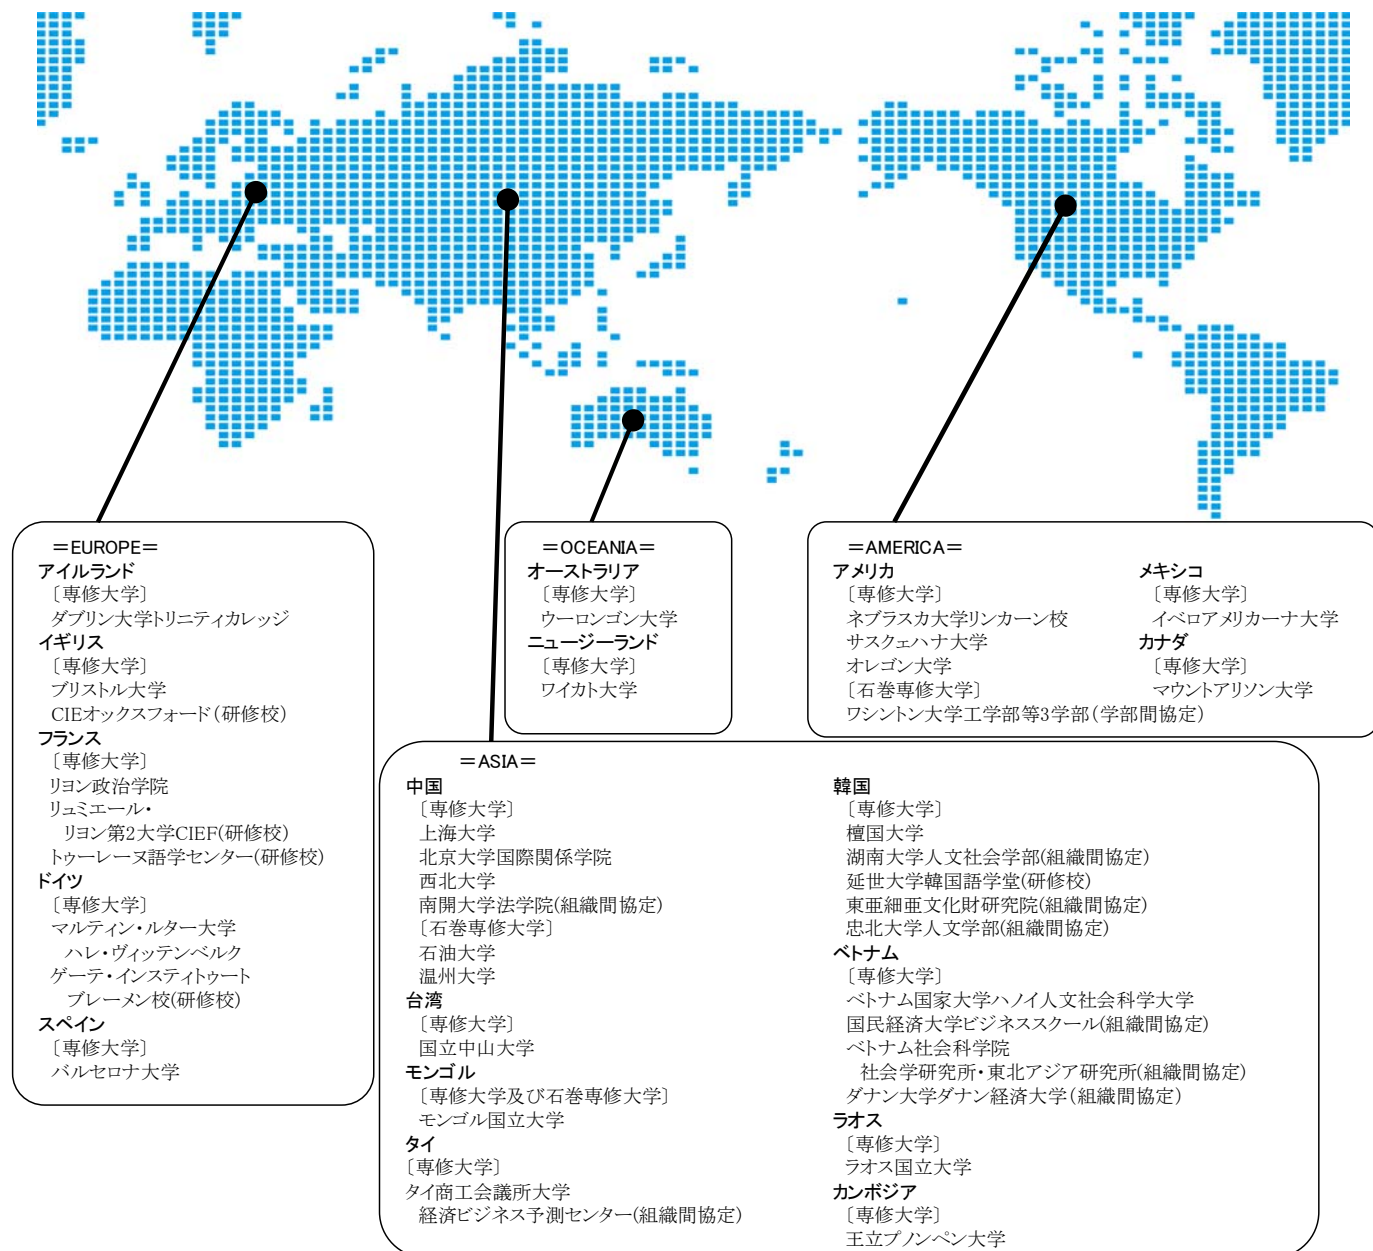 ＝EUROPE＝
アイルランド
〔専修大学〕
ダブリン大学トリニティカレッジ
イギリス
〔専修大学〕
ブリストル大学
CIEオックスフォード（研修校）
フランス
〔専修大学〕
リヨン政治学院
リュミエール・
リヨン第2大学CIEF(研修校)
トゥーレーヌ語学センター(研修校)
ドイツ
〔専修大学〕
マルティン・ルター大学
ハレ・ヴィッテンベルク
ゲーテ・インスティトゥート
ブレーメン校(研修校)
スペイン
〔専修大学〕
バルセロナ大学
＝OCEANIA＝
オーストラリア
〔専修大学〕
ウーロンゴン大学
ニュージーランド
〔専修大学〕
ワイカト大学
＝AMERICA＝
アメリカ
〔専修大学〕
ネブラスカ大学リンカーン校
サスクェハナ大学
オレゴン大学
〔石巻専修大学〕
ワシントン大学工学部等3学部（学部間協定）
メキシコ
〔専修大学〕
イベロアメリカーナ大学
カナダ
〔専修大学〕
マウントアリソン大学
＝ASIA＝
中国
〔専修大学〕
上海大学
北京大学国際関係学院
西北大学
南開大学法学院(組織間協定)
〔石巻専修大学〕
石油大学
温州大学
台湾
〔専修大学〕
国立中山大学
モンゴル
〔専修大学及び石巻専修大学〕
モンゴル国立大学
タイ
〔専修大学〕
タイ商工会議所大学
経済ビジネス予測センター(組織間協定)
韓国
〔専修大学〕
檀国大学
湖南大学人文社会学部(組織間協定)
延世大学韓国語学堂(研修校)
東亜細亜文化財研究院(組織間協定)
忠北大学人文学部(組織間協定)
ベトナム
〔専修大学〕
ベトナム国家大学ハノイ人文社会科学大学
国民経済大学ビジネススクール(組織間協定)
ベトナム社会科学院
社会学研究所・東北アジア研究所(組織間協定)
ダナン大学ダナン経済大学（組織間協定）
ラオス
〔専修大学〕
ラオス国立大学
カンボジア
〔専修大学〕
王立プノンペン大学